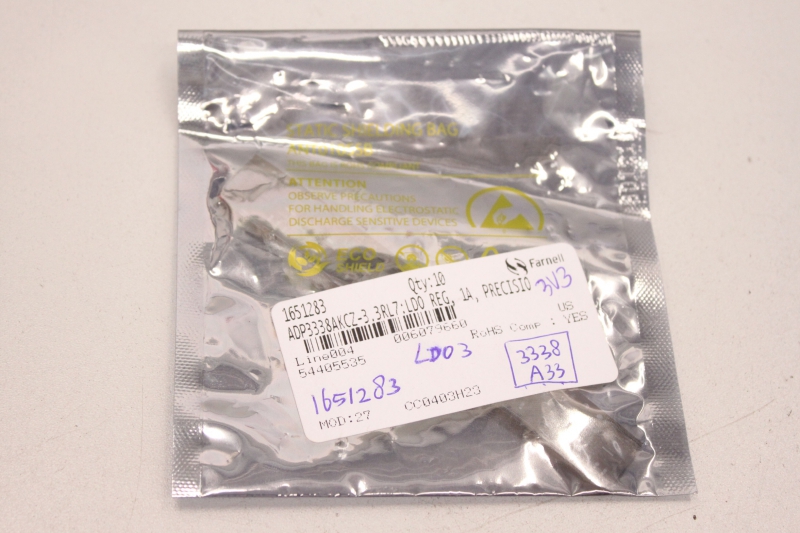 STATIC SHIELDING BAG
ATTENTION
OBSERVE PRECAUTIONS
FOR HANDLING ELECTROSTATIC
DISCHARGE SENSITIVE DEVICES
ECO
SHIELD
Farnell
1651283 Qty:10
ADP3338AKCZ-3.3RL7:LDO REG, 1A, PRECISIO
3V3
Line004 006079660 US
54405535 LDO3 RoHS Comp : YES
1651283
3338
A33
MOD:27 CC0403H23